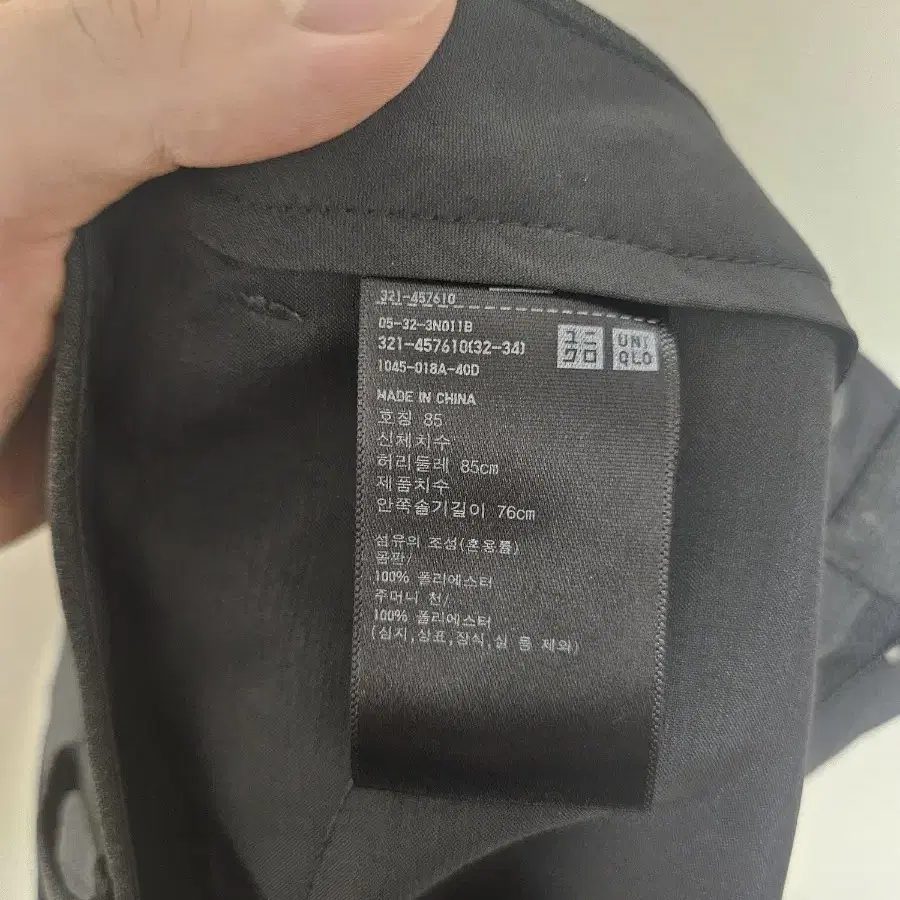 321-457610
05-32-3N011B
321-457610(32-34)
1045-018A-40D
ユニ
クロ
UNI
QLO
MADE IN CHINA
호칭 85
신체치수
허리둘레 85cm
제품치수
안쪽솔기길이 76cm
섬유의 조성(혼용률)
몸판/
100% 폴리에스터
주머니 천/
100% 폴리에스터
(심지,상표,장식,실 등 제외)